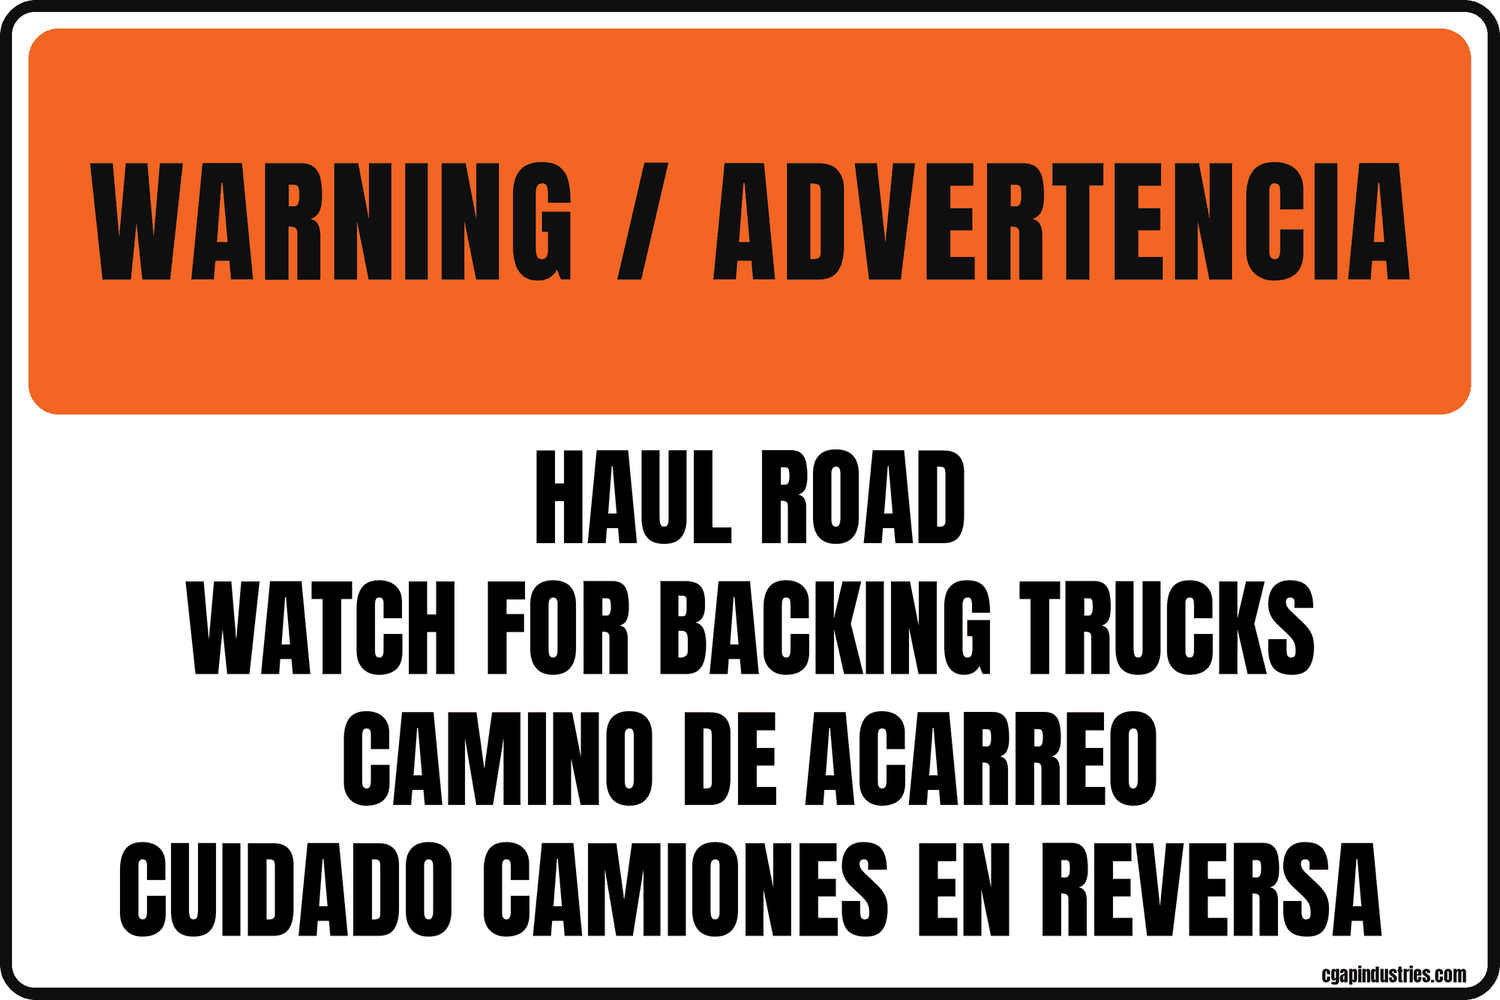 WARNING / ADVERTENCIA
HAUL ROAD
WATCH FOR BACKING TRUCKS
CAMINO DE ACARREO
CUIDADO CAMIONES EN REVERSA
cgapindustries.com